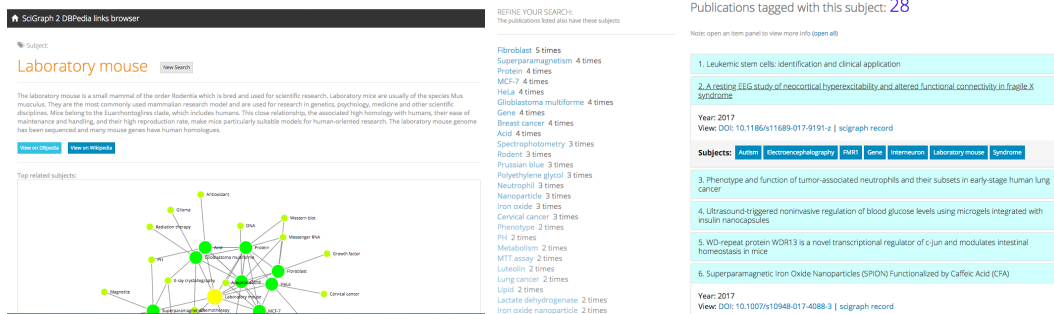 SciGraph 2 DBPedia links browser
Subject:
Laboratory mouse New Search
The laboratory mouse is a small mammal of the order Rodentia which is bred and used for scientific research. Laboratory mice are usually of the species Mus
musculus. They are the most commonly used mammalian research model and are used for research in genetics, psychology, medicine and other scientific
disciplines. Mice belong to the Euarchontoglires clade, which includes humans. This close relationship, the associated high homology with humans, their ease of
maintenance and handling, and their high reproduction rate, make mice particularly suitable models for human-oriented research. The laboratory mouse genome
has been sequenced and many mouse genes have human homologues.
View on DBpedia View on Wikipedia
Top related subjects:
Antioxidant
Glioma
Western blot
Radiation therapy
DNA
Messenger RNA
Acid
Protein
Growth factor
Glioblastoma multiforme
PH
Fibroblast
X-ray crystallography
HeLa
Magnetite
Laboratory mouse
Cervical cancer
Superparamagnetism
Chemotherapy
MCF-7
REFINE YOUR SEARCH:
The publications listed also have these subjects
Fibroblast 5 times
Superparamagnetism 4 times
Protein 4 times
MCF-7 4 times
HeLa 4 times
Glioblastoma multiforme 4 times
Gene 4 times
Breast cancer 4 times
Acid 4 times
Spectrophotometry 3 times
Rodent 3 times
Prussian blue 3 times
Polyethylene glycol 3 times
Neutrophil 3 times
Nanoparticle 3 times
Iron oxide 3 times
Cervical cancer 3 times
Phenotype 2 times
PH 2 times
Metabolism 2 times
MTT assay 2 times
Luteolin 2 times
Lung cancer 2 times
Lipid 2 times
Lactate dehydrogenase 2 times
Iron oxide nanoparticle 2 times
Publications tagged with this subject: 28
Note: open an item panel to view more info (open all)
1. Leukemic stem cells: identification and clinical application
2. A resting EEG study of neocortical hyperexcitability and altered functional connectivity in fragile X
syndrome
Year: 2017
View: DOI: 10.1186/s11689-017-9191-z | scigraph record
Subjects: Autism Electroencephalography FMR1 Gene Interneuron Laboratory mouse Syndrome
3. Phenotype and function of tumor-associated neutrophils and their subsets in early-stage human lung
cancer
4. Ultrasound-triggered noninvasive regulation of blood glucose levels using microgels integrated with
insulin nanocapsules
5. WD-repeat protein WDR13 is a novel transcriptional regulator of c-Jun and modulates intestinal
homeostasis in mice
6. Superparamagnetic Iron Oxide Nanoparticles (SPION) Functionalized by Caffeic Acid (CFA)
Year: 2017
View: DOI: 10.1007/s10948-017-4088-3 | scigraph record